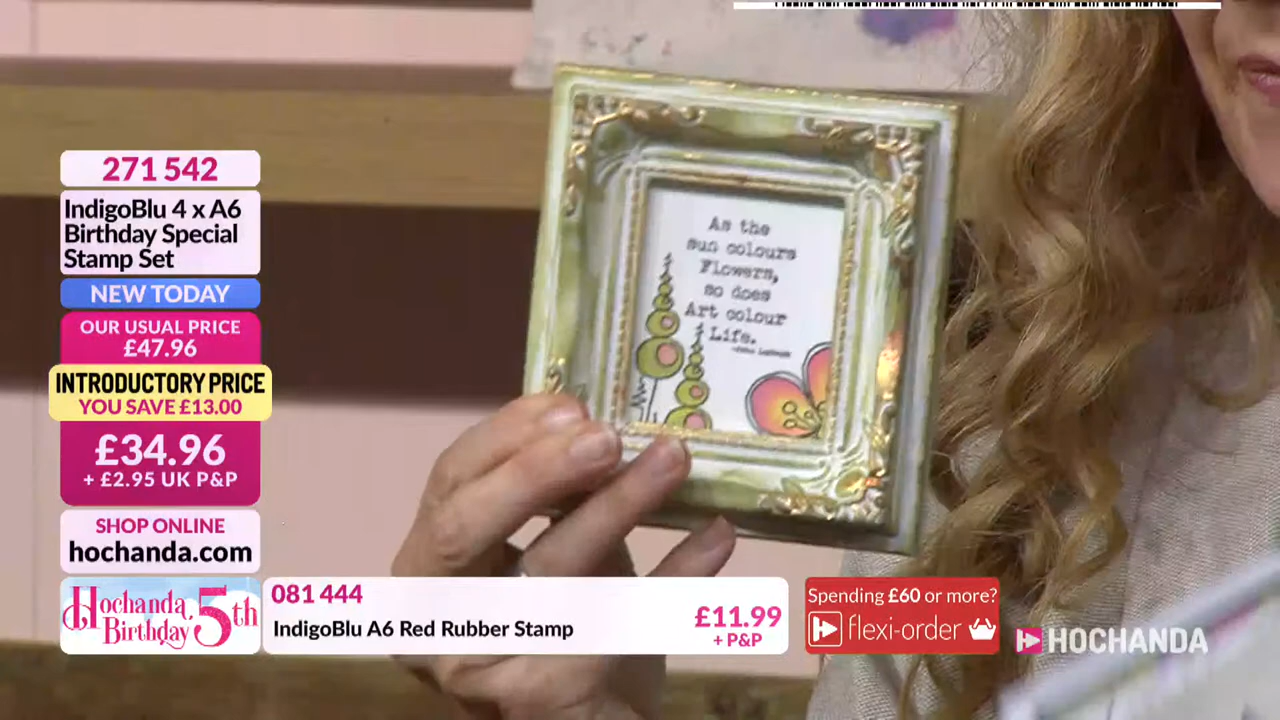 271 542
IndigoBlu 4 x A6
Birthday Special
Stamp Set
NEW TODAY
OUR USUAL PRICE
£47.96
INTRODUCTORY PRICE
YOU SAVE £13.00
£34.96
+ £2.95 UK P&P
SHOP ONLINE
hochanda.com
Hochanda
Birthday
5th
081 444
IndigoBlu A6 Red Rubber Stamp
£11.99
+ P&P
Spending £60 or more?
flexi-order
HOCHANDA
As the
sun colours
Flowers,
so does
Art colour
Life.